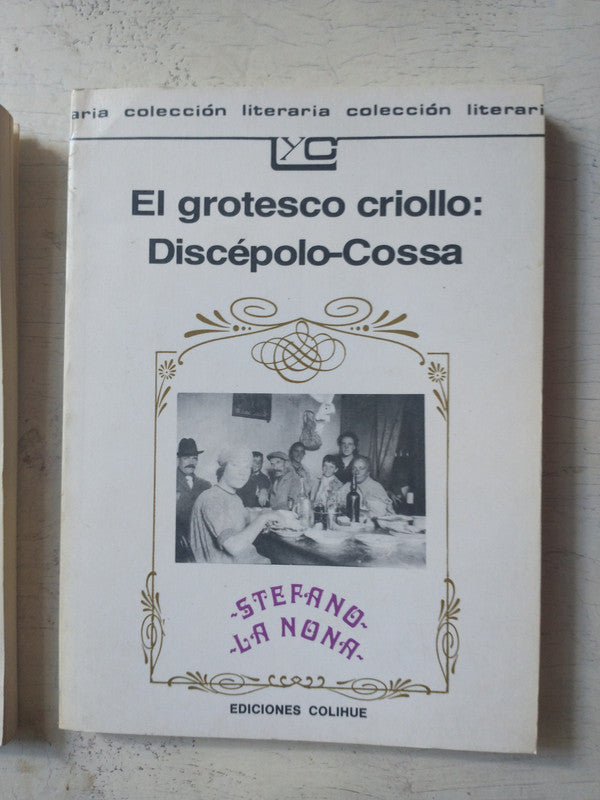 aria colección literaria colección literari
LyC
El grotesco criollo:
Discépolo-Cossa
-STEFANO-
-LA NONA-
EDICIONES COLIHUE